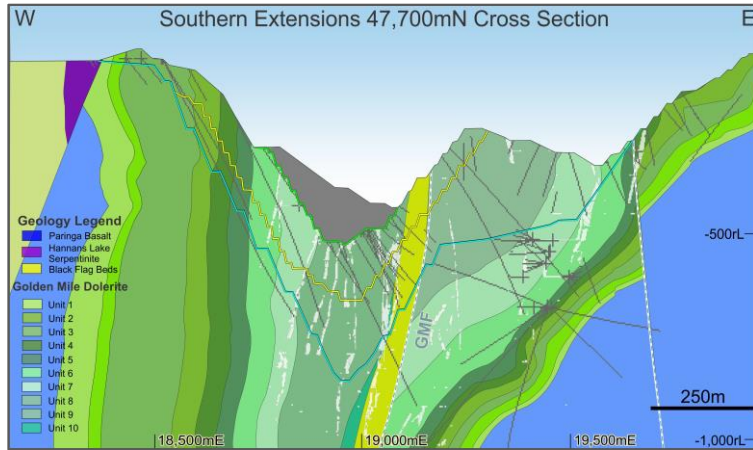 W
Southern Extensions 47,700mN Cross Section
E
Geology Legend
Paringa Basalt
Hannans Lake
Serpentinite
Black Flag Beds
Golden Mile Dolerite
Unit 1
Unit 2
Unit 3
Unit 4
Unit 5
Unit 6
Unit 7
Unit 8
Unit 9
Unit 10
GMF
-500rL
250m
18,500mE
19,000mE
19,500mE
-1,000rL